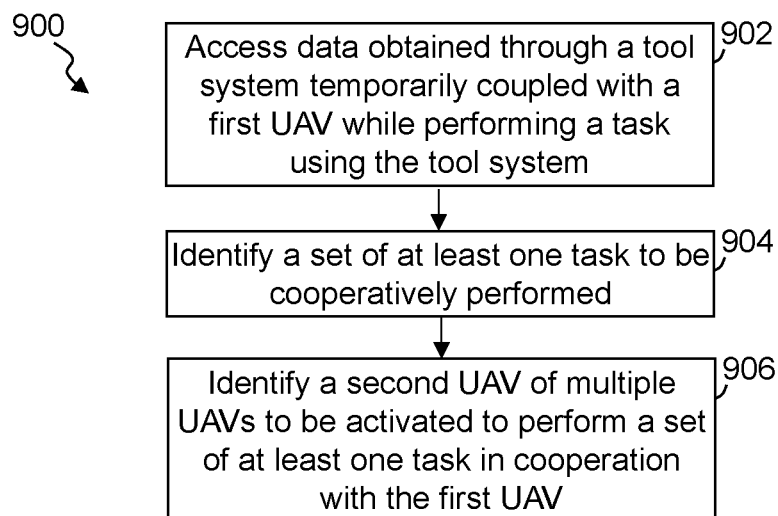 900
Access data obtained through a tool
system temporarily coupled with a
first UAV while performing a task
using the tool system
902
Identify a set of at least one task to be
cooperatively performed
904
Identify a second UAV of multiple
UAVs to be activated to perform a set
of at least one task in cooperation
with the first UAV
906